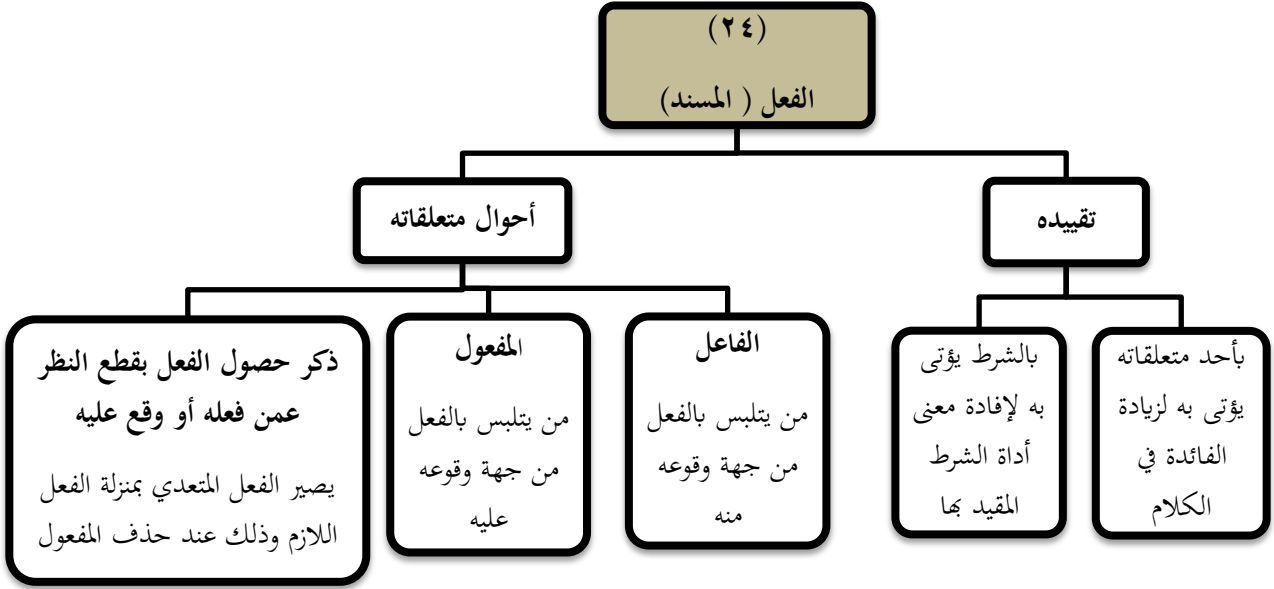 (٢٤)
الفعل ( المسند)
تقييده
أحوال متعلقاته
بأحد متعلقاته
يؤتى به لزيادة
الفائدة في
الكلام
بالشرط يؤتى
به لإفادة معنى
أداة الشرط
المقيد بها
الفاعل
من يتلبس بالفعل
من جهة وقوعه
منه
المفعول
من يتلبس بالفعل
من جهة وقوعه
عليه
ذكر حصول الفعل بقطع النظر
عمن فعله أو وقع عليه
يصير الفعل المتعدي بمنزلة الفعل
اللازم وذلك عند حذف المفعول